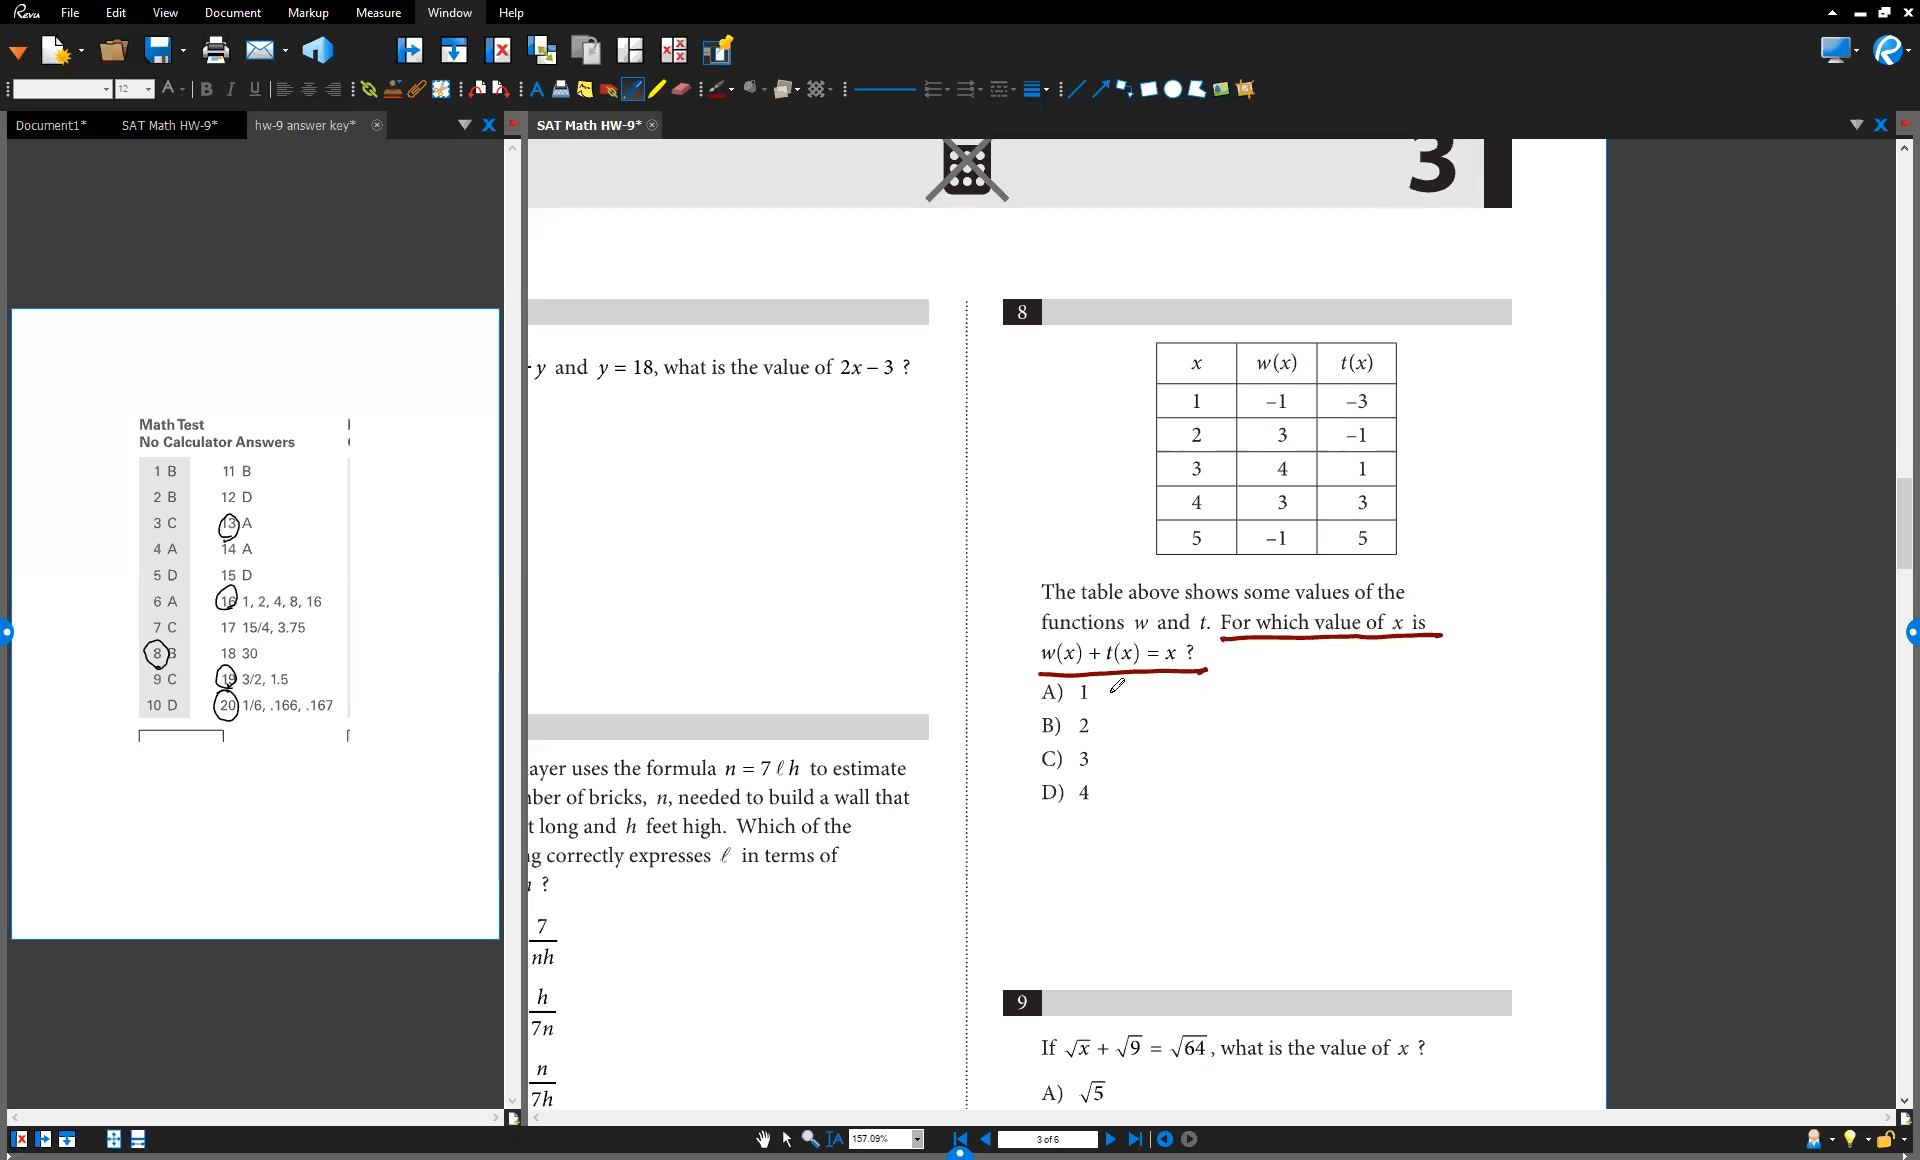 Revu File Edit View Document Markup Measure Window Help
12 A B I U
Document1* SAT Math HW-9* hw-9 answer key* SAT Math HW-9*
3
Math Test
No Calculator Answers
1 B 11 B
2 B 12 D
3 C 13 A
4 A 14 A
5 D 15 D
6 A 16 1, 2, 4, 8, 16
7 C 17 15/4, 3.75
8 B 18 30
9 C 19 3/2, 1.5
10 D 20 1/6, .166, .167
y and y = 18, what is the value of 2x − 3 ?
ayer uses the formula n = 7 ℓ h to estimate
ber of bricks, n, needed to build a wall that
t long and h feet high. Which of the
g correctly expresses ℓ in terms of
?
7
nh
h
7n
n
7h
8
x w(x) t(x)
1 –1 –3
2 3 –1
3 4 1
4 3 3
5 –1 5
The table above shows some values of the
functions w and t. For which value of x is
w(x) + t(x) = x ?
A) 1
B) 2
C) 3
D) 4
9
If √x + √9 = √64, what is the value of x ?
A) √5
157.09% 3 of 6